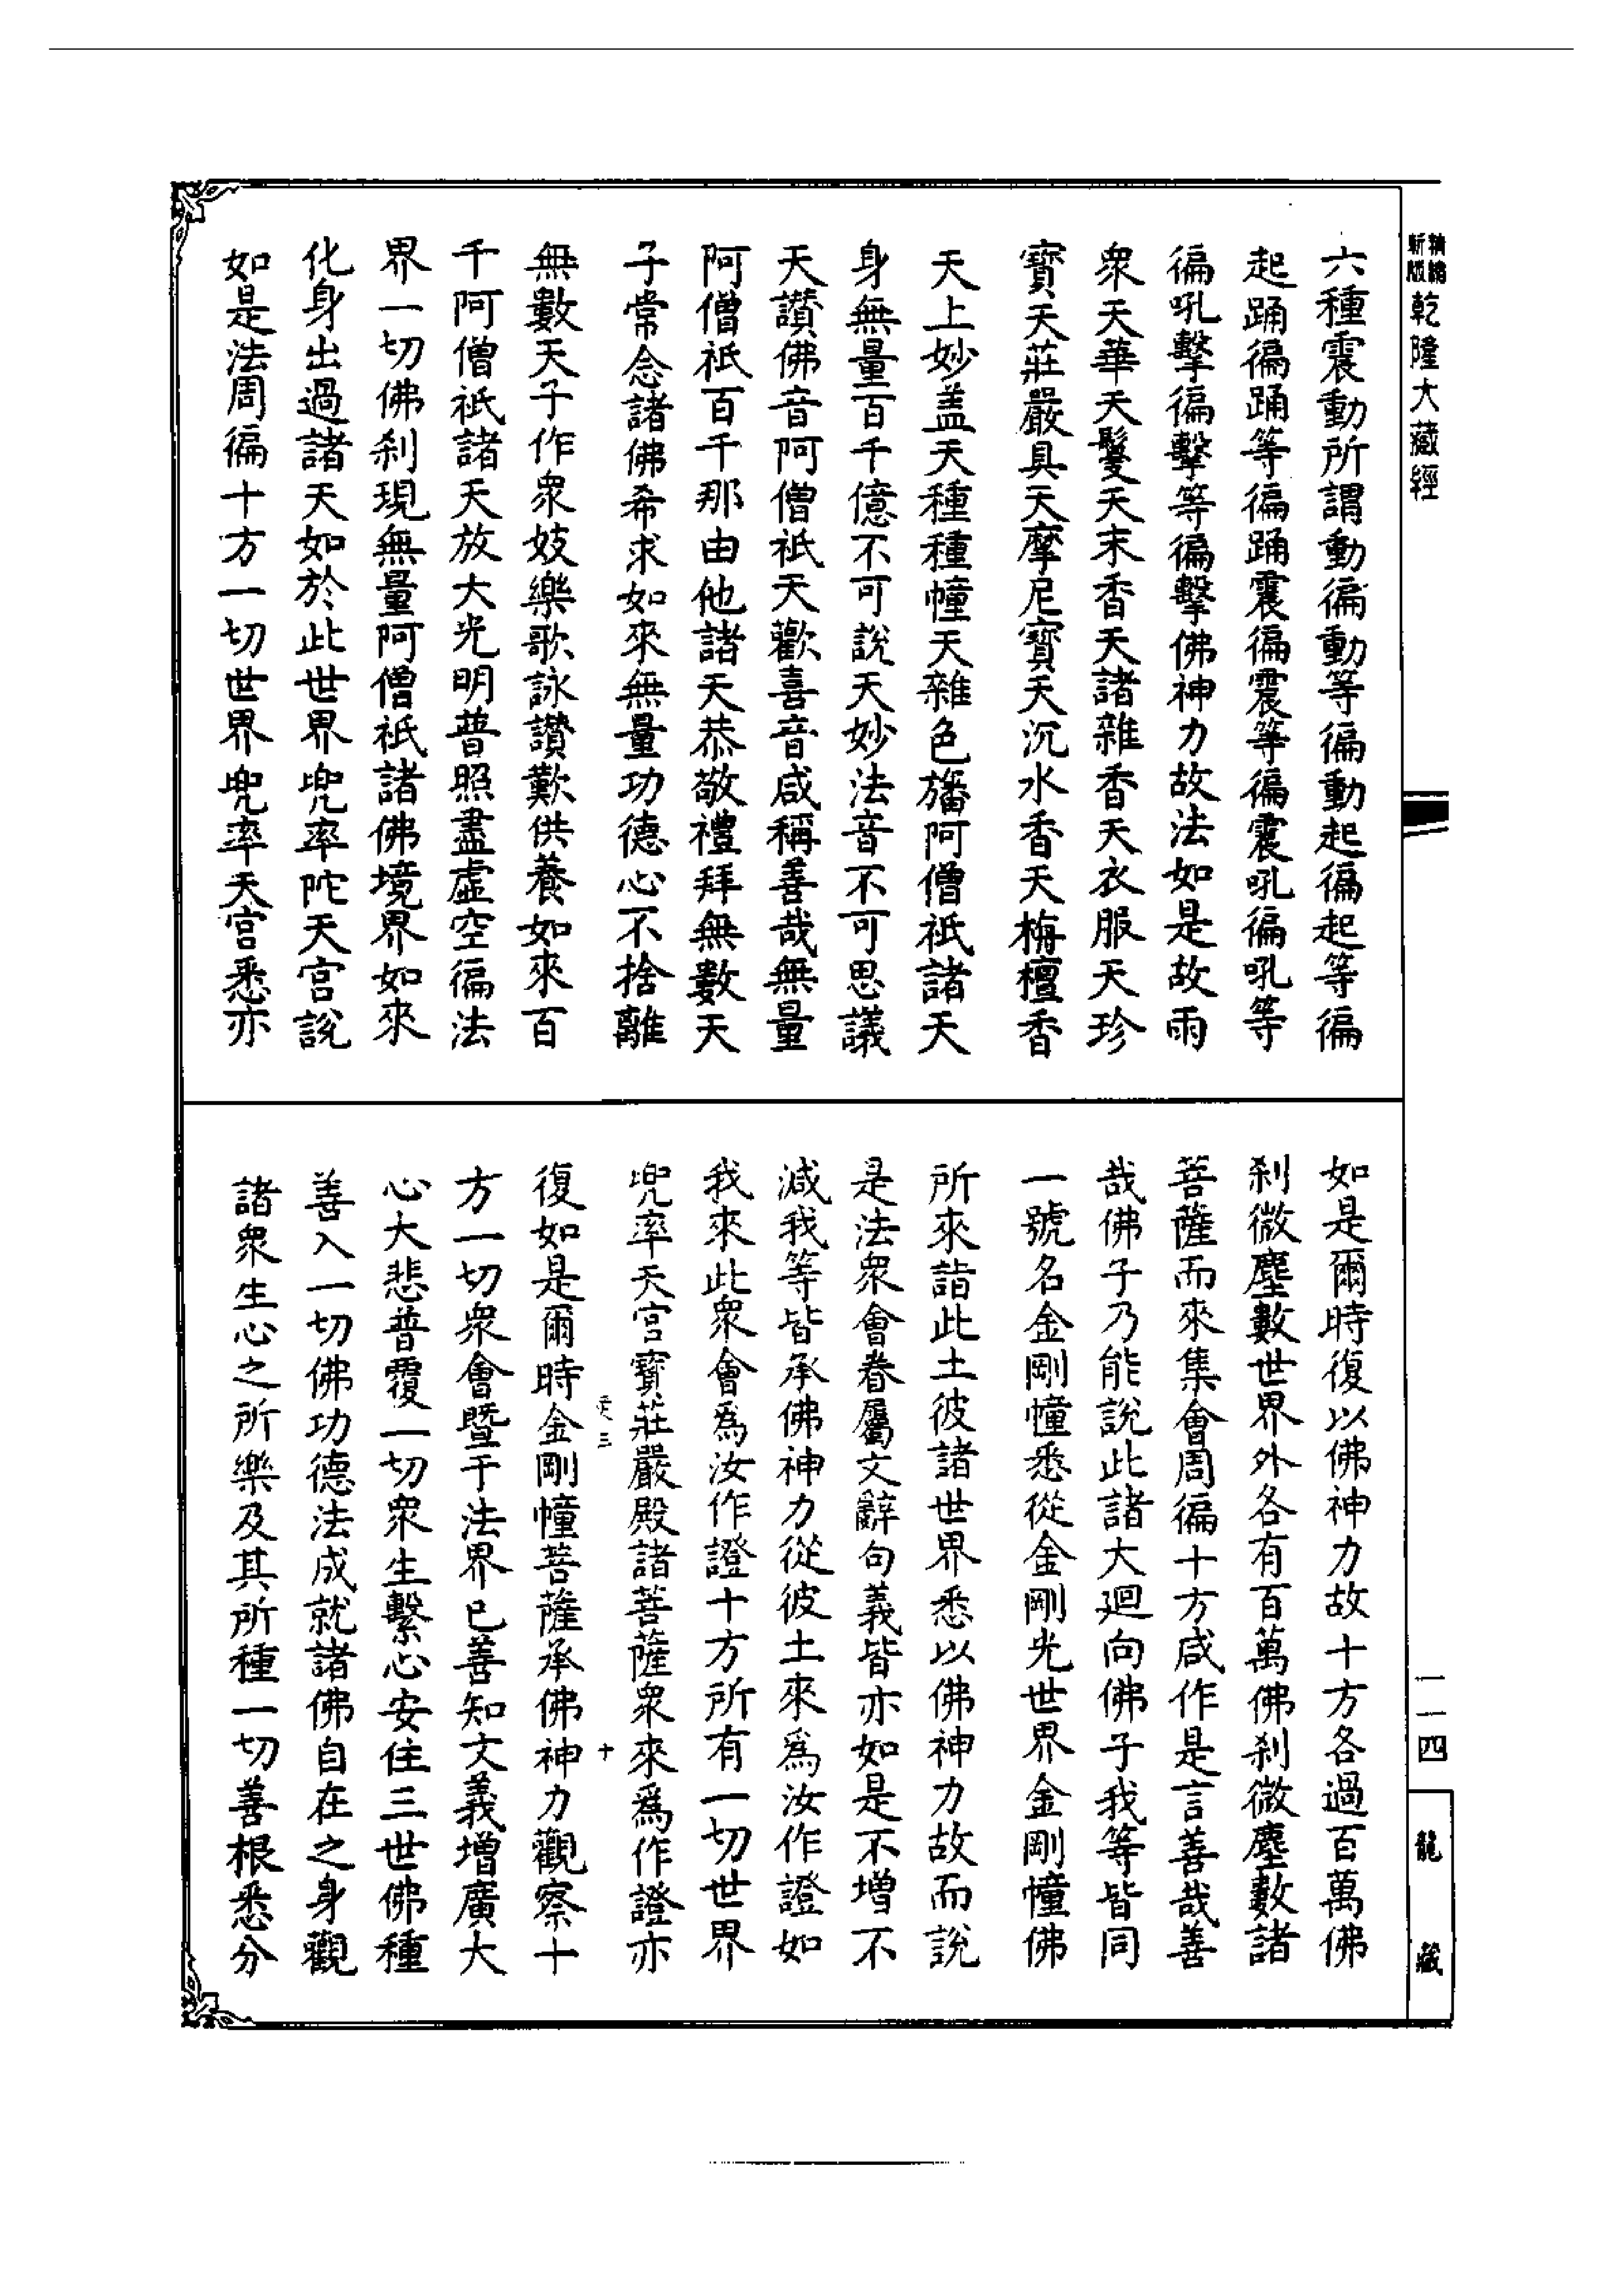 精編
新版
乾隆大藏經
六種震動所謂動徧動等徧動起徧起等徧
起踊徧踊等徧踊震徧震等徧震吼徧吼等
徧吼擊徧擊等徧擊佛神力故法如是故雨
衆天華天鬘天末香天諸雜香天衣服天珍
寶天莊嚴具天摩尼寶天沉水香天栴檀香
天上妙盖天種種幢天雜色旛阿僧祇諸天
身無量百千億不可說天妙法音不可思議
天讚佛音阿僧祇天歡喜音咸稱善哉無量
阿僧祇百千那由他諸天恭敬禮拜無數天
子常念諸佛希求如來無量功德心不捨離
無數天子作衆妓樂歌詠讚歎供養如來百
千阿僧祇諸天放大光明普照盡虛空徧法
界一切佛刹現無量阿僧祇諸佛境界如來
化身出過諸天如於此世界兜率陀天宮說
如是法周徧十方一切世界兜率天宮悉亦
如是爾時復以佛神力故十方各過百萬佛
刹微塵數世界外各有百萬佛刹微塵數諸
菩薩而來集會周徧十方咸作是言善哉善
哉佛子乃能說此諸大迴向佛子我等皆同
一號名金剛幢悉從金剛光世界金剛幢佛
所來詣此土彼諸世界悉以佛神力故而說
是法衆會眷屬文辭句義皆亦如是不增不
減我等皆承佛神力從彼土來爲汝作證如
我來此衆會爲汝作證十方所有一切世界
兜率天宮寶莊嚴殿諸菩薩衆來爲作證亦
三 十
復如是爾時金剛幢菩薩承佛神力觀察十
方一切衆會暨于法界已善知文義增廣大
心大悲普覆一切衆生繫心安住三世佛種
善入一切佛功德法成就諸佛自在之身觀
諸衆生心之所樂及其所種一切善根悉分
一一四
龍藏